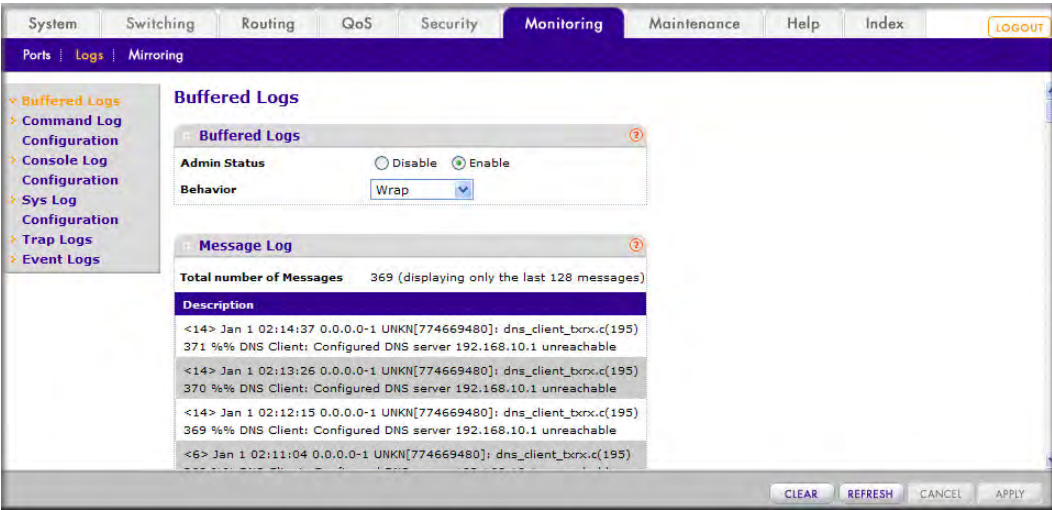 System Switching Routing QoS Security Monitoring Maintenance Help Index LOGOUT
Ports Logs Mirroring
Buffered Logs
Command Log
Configuration
Console Log
Configuration
Sys Log
Configuration
Trap Logs
Event Logs
Buffered Logs
Buffered Logs
Admin Status Disable Enable
Behavior Wrap
Message Log
Total number of Messages 369 (displaying only the last 128 messages)
Description
<14> Jan 1 02:14:37 0.0.0.0-1 UNKN[774669480]: dns_client_txrx.c(195)
371 %% DNS Client: Configured DNS server 192.168.10.1 unreachable
<14> Jan 1 02:13:26 0.0.0.0-1 UNKN[774669480]: dns_client_txrx.c(195)
370 %% DNS Client: Configured DNS server 192.168.10.1 unreachable
<14> Jan 1 02:12:15 0.0.0.0-1 UNKN[774669480]: dns_client_txrx.c(195)
369 %% DNS Client: Configured DNS server 192.168.10.1 unreachable
<6> Jan 1 02:11:04 0.0.0.0-1 UNKN[774669480]: dns_client_txrx.c(195)
CLEAR REFRESH CANCEL APPLY